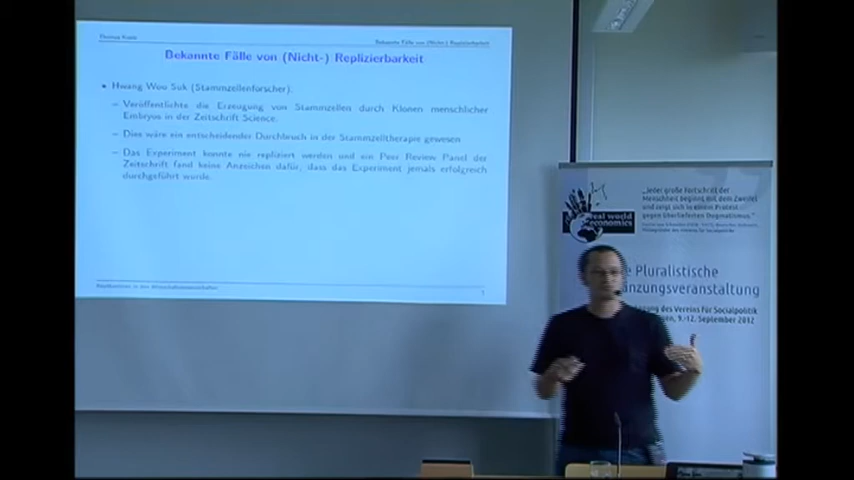 Thomas
Bekannte Fälle von (Nicht-) Replizierbarkeit
Bekannte Fälle von (Nicht-) Replizierbarkeit
Hwang Woo Suk (Stammzellenforscher).
– Veröffentlichte die Erzeugung von Stammzellen durch Klonen menschlicher
Embryos in der Zeitschrift Science.
– Dies wäre ein entscheidender Durchbruch in der Stammzelltherapie gewesen
– Das Experiment konnte nie repliziert werden und ein Peer Review Panel der
Zeitschrift fand keine Anzeichen dafür, dass das Experiment jemals erfolgreich
durchgeführt wurde.
real world
economics
„Jeder große Fortschritt der
Menschheit beginnt mit dem Zweifel
und zeigt sich in einem Protest
gegen überlieferten Dogmatismus.“
Pluralistische
änzungsveranstaltung
gung des Vereins für Socialpolitik
en, 9.-12. September 2012